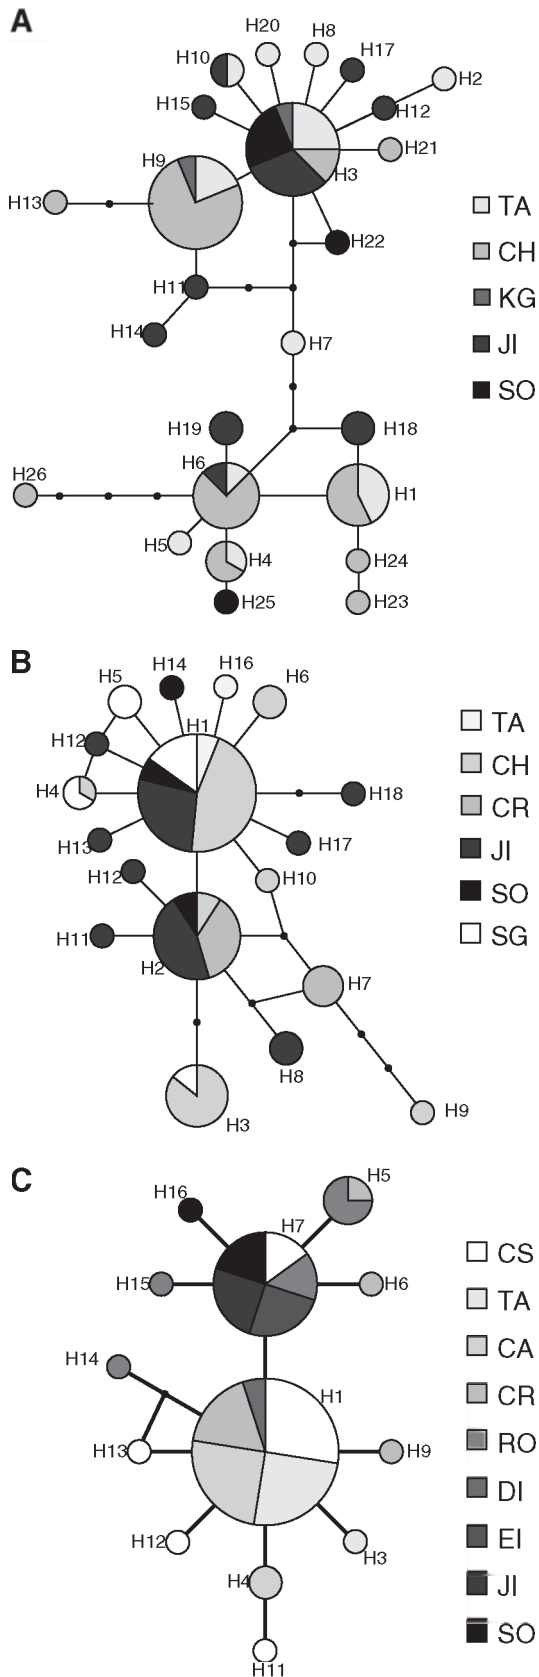 A
H20
H8
H10
H17
H2
H15
H12
H21
H9
H3
H13
H22
H11
H14
H7
H19
H18
H6
H26
H1
H5
H4
H24
H25
H23
TA
CH
KG
JI
SO
B
H5
H14
H16
H6
H1
H12
H4
H18
H13
H17
H12
H10
H11
H2
H7
H8
H3
H9
TA
CH
CR
JI
SO
SG
C
H16
H5
H7
H15
H6
H14
H1
H13
H9
H12
H3
H4
H11
CS
TA
CA
CR
RO
DI
EI
JI
SO